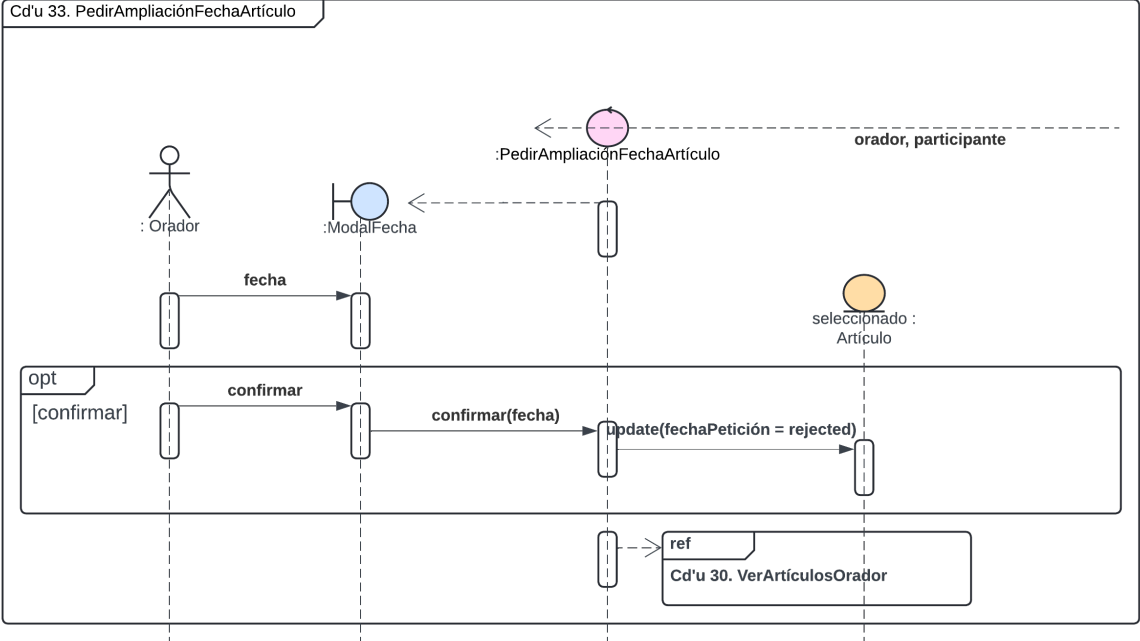 Cd'u 33. PedirAmpliaciónFechaArtículo
orador, participante
:PedirAmpliaciónFechaArtículo
: Orador
:ModalFecha
fecha
seleccionado :
Artículo
opt
[confirmar]
confirmar
confirmar(fecha)
update(fechaPetición = rejected)
ref
Cd'u 30. VerArtículosOrador